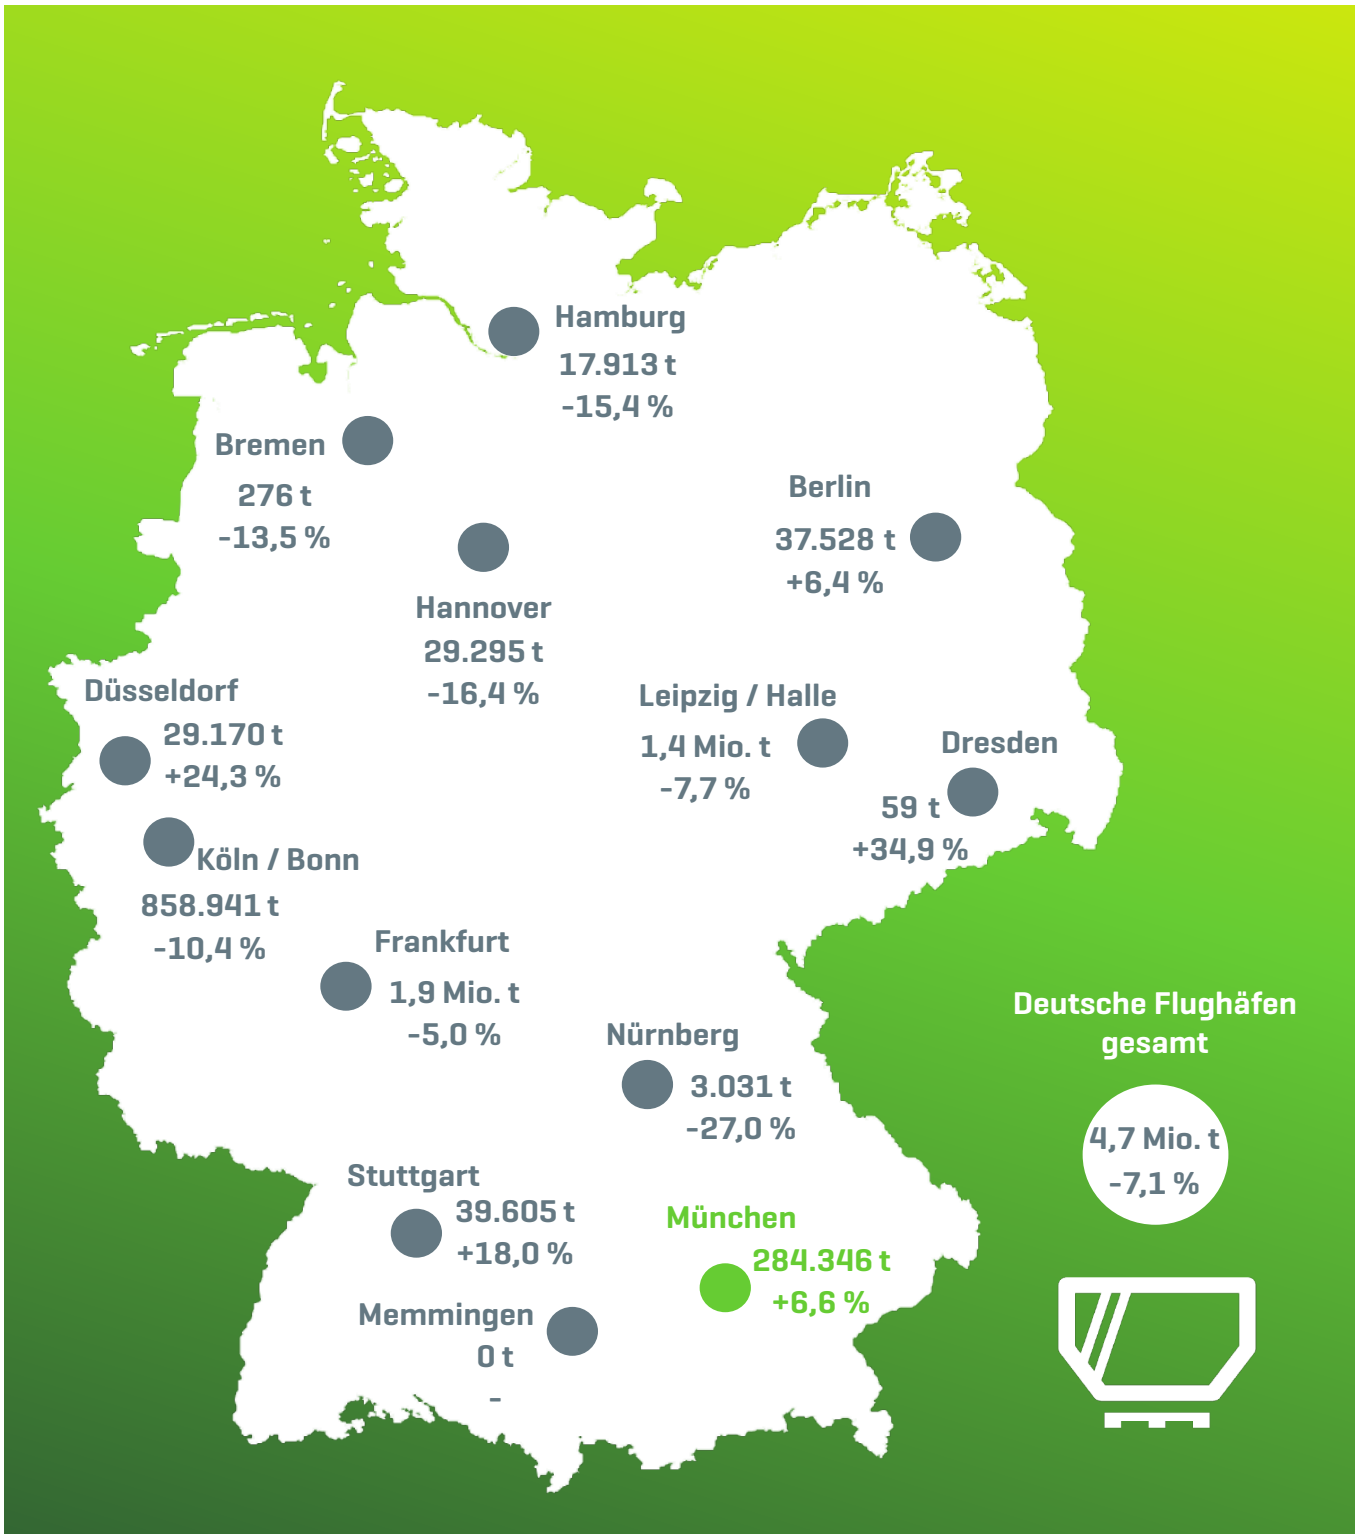 Hamburg
17.913 t
-15,4 %
Bremen
276 t
-13,5 %
Berlin
37.528 t
+6,4 %
Hannover
29.295 t
-16,4 %
Düsseldorf
29.170 t
+24,3 %
Leipzig / Halle
1,4 Mio. t
-7,7 %
Dresden
59 t
+34,9 %
Köln / Bonn
858.941 t
-10,4 %
Frankfurt
1,9 Mio. t
-5,0 %
Nürnberg
3.031 t
-27,0 %
Deutsche Flughäfen
gesamt
4,7 Mio. t
-7,1 %
Stuttgart
39.605 t
+18,0 %
München
284.346 t
+6,6 %
Memmingen
0 t
-